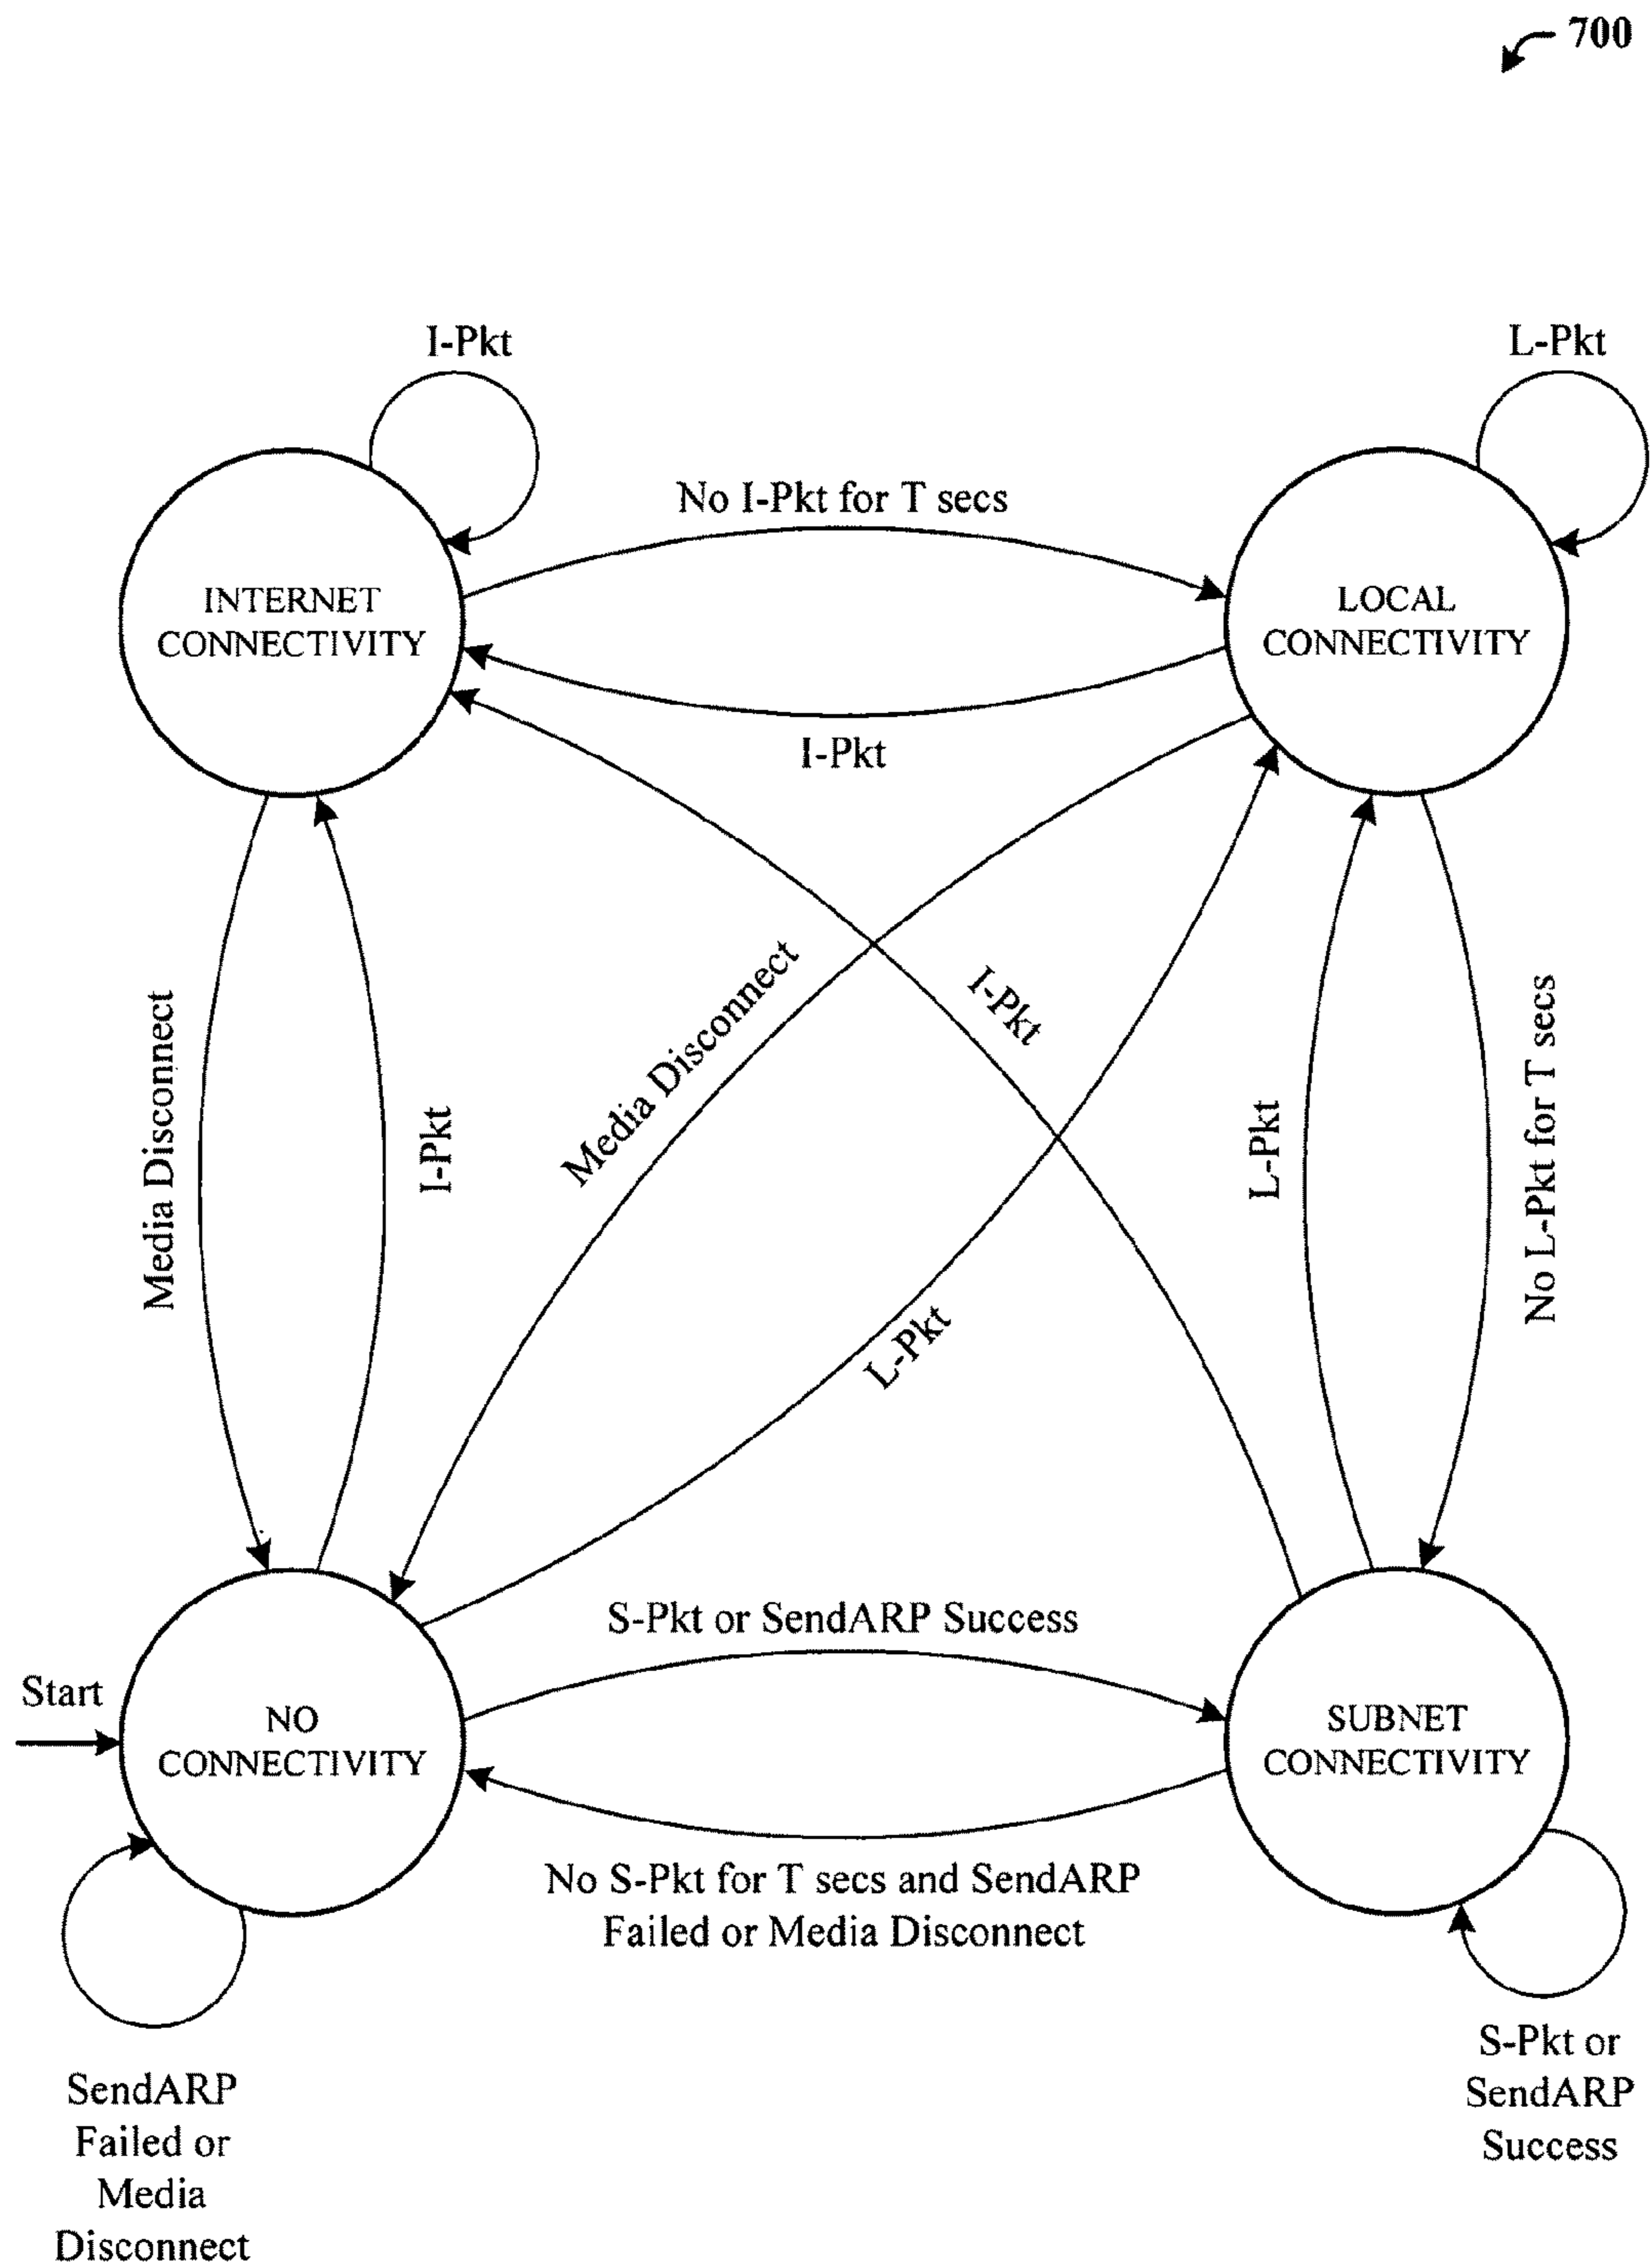 700
I-Pkt
L-Pkt
No I-Pkt for T secs
INTERNET
CONNECTIVITY
LOCAL
CONNECTIVITY
I-Pkt
Media Disconnect
I-Pkt
Media Disconnect
I-Pkt
L-Pkt
L-Pkt
No L-Pkt for T secs
S-Pkt or SendARP Success
Start
NO
CONNECTIVITY
SUBNET
CONNECTIVITY
No S-Pkt for T secs and SendARP
Failed or Media Disconnect
SendARP
Failed or
Media
Disconnect
S-Pkt or
SendARP
Success